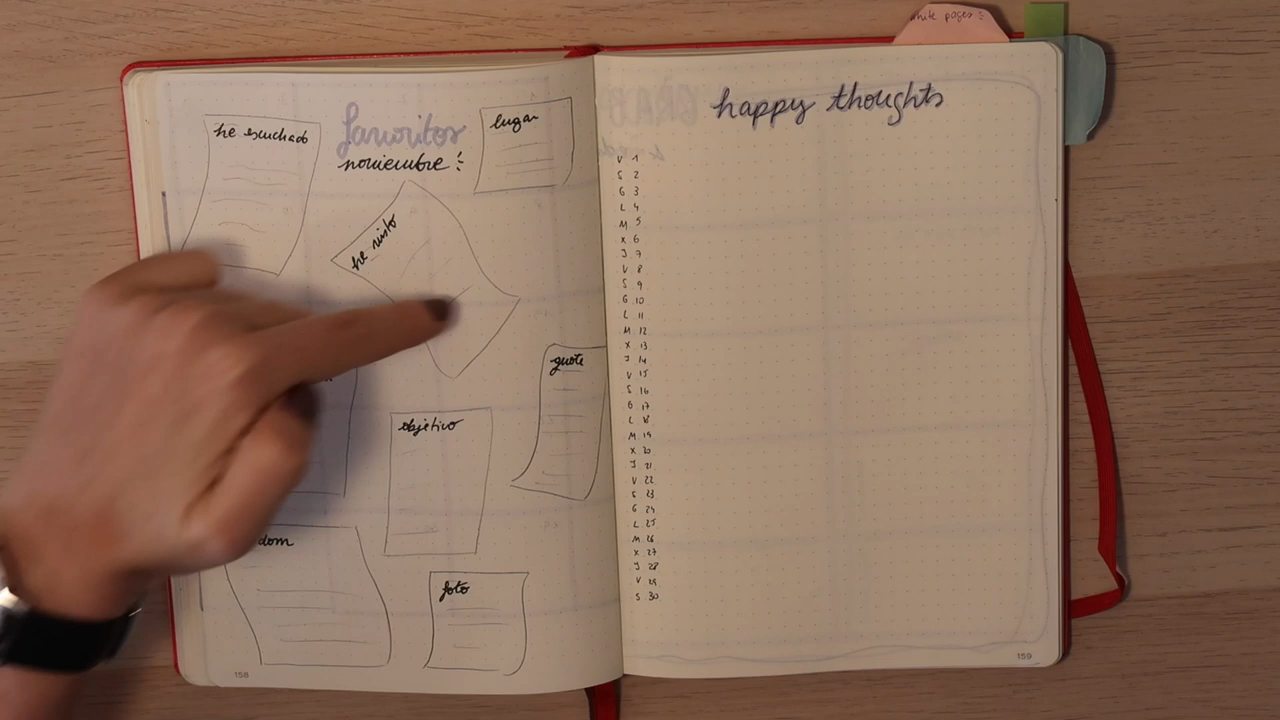 he escuchado
favoritos
noviembre
lugar
he visto
quote
objetivo
foto
158
white pages
happy thoughts
V 1
S 2
G 3
L 4
M 5
X 6
J 7
V 8
S 9
G 10
L 11
M 12
X 13
J 14
V 15
S 16
G 17
L 18
M 19
X 20
J 21
V 22
S 23
G 24
L 25
M 26
X 27
J 28
V 29
S 30
159